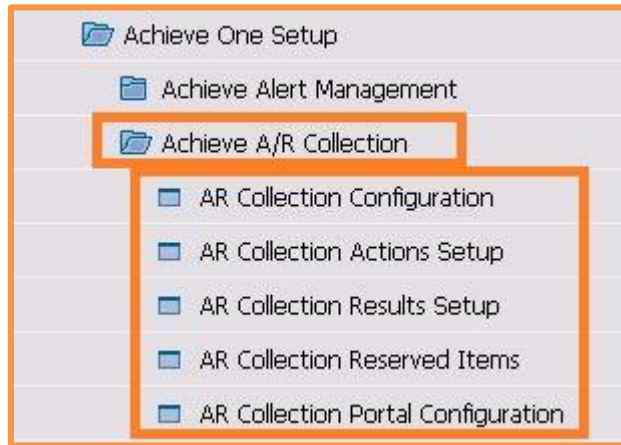 Achieve One Setup
Achieve Alert Management
Achieve A/R Collection
AR Collection Configuration
AR Collection Actions Setup
AR Collection Results Setup
AR Collection Reserved Items
AR Collection Portal Configuration